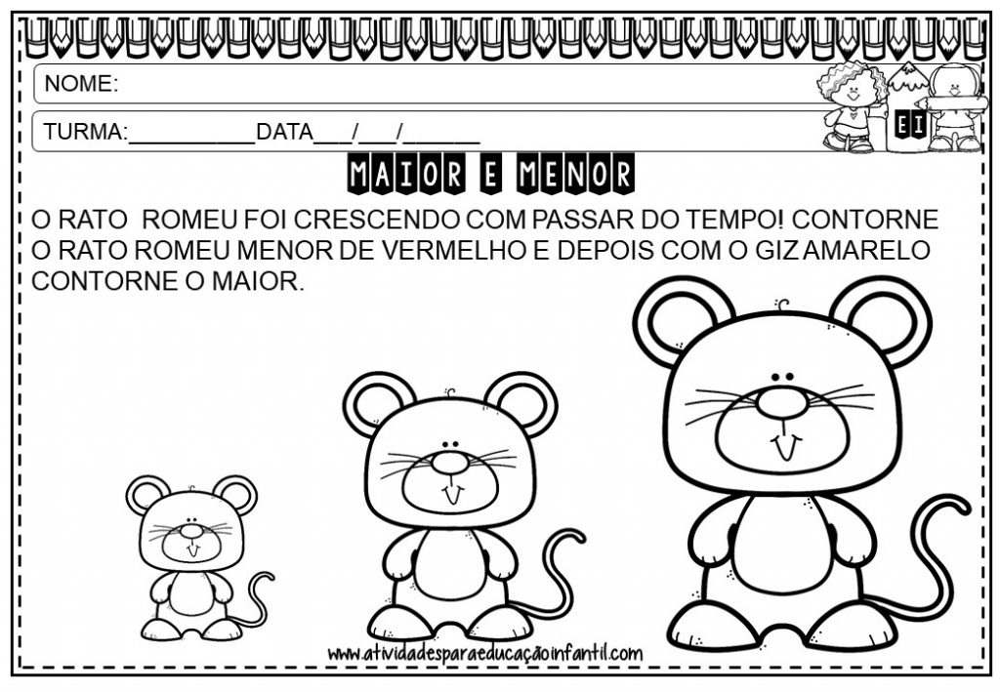 NOME:
TURMA:__________DATA___/___/______
EI
MAIOR E MENOR
O RATO ROMEU FOI CRESCENDO COM PASSAR DO TEMPO! CONTORNE
O RATO ROMEU MENOR DE VERMELHO E DEPOIS COM O GIZ AMARELO
CONTORNE O MAIOR.
www.atividadesparaeducaçãoinfantil.com